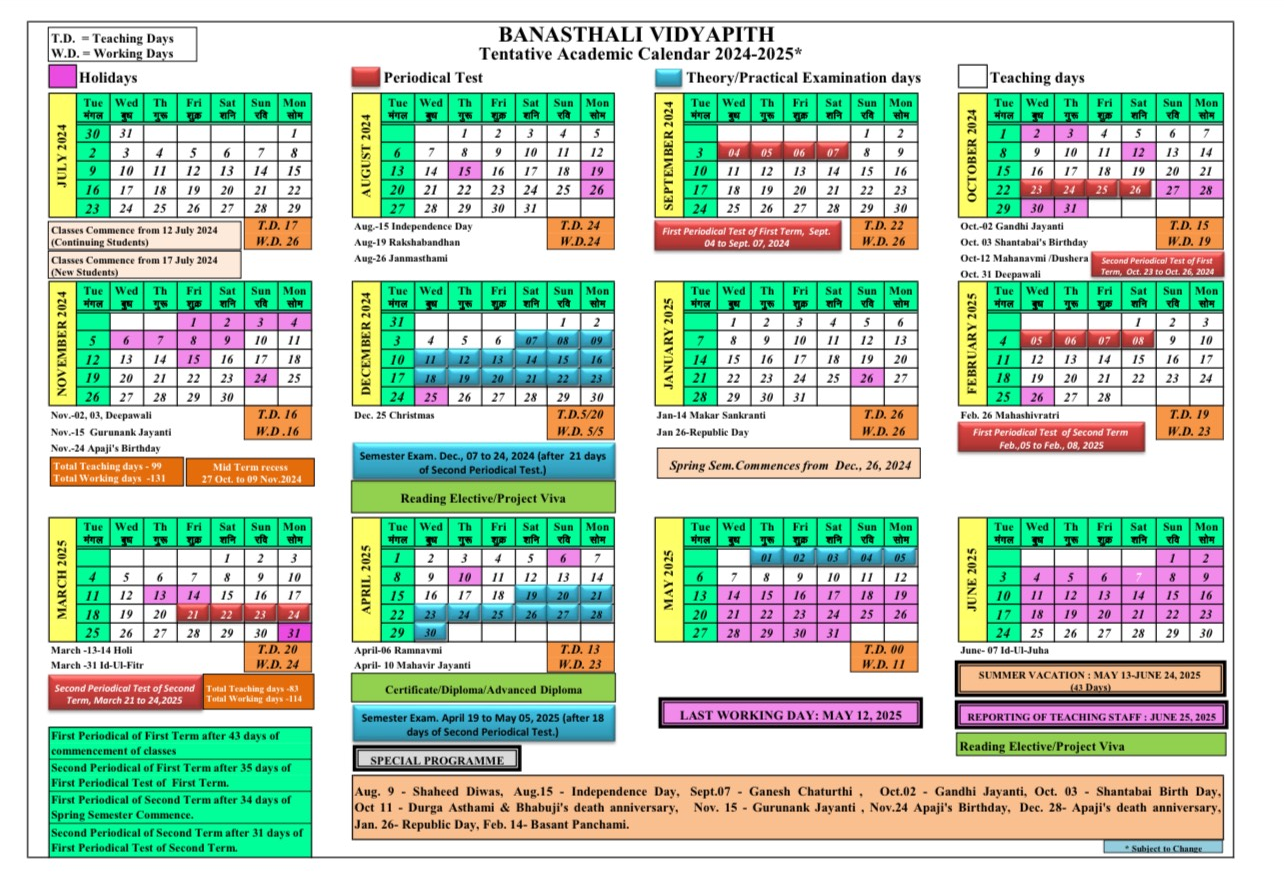 T.D. = Teaching Days
W.D. = Working Days
BANASTHALI VIDYAPITH
Tentative Academic Calendar 2024-2025*
Holidays
Periodical Test
Theory/Practical Examination days
Teaching days
JULY 2024
Tue Wed Th Fri Sat Sun Mon
मंगल बुध गुरू शुक्र शनि रवि सोम
30 31 1
2 3 4 5 6 7 8
9 10 11 12 13 14 15
16 17 18 19 20 21 22
23 24 25 26 27 28 29
Classes Commence from 12 July 2024
(Continuing Students)
Classes Commence from 17 July 2024
(New Students)
T.D. 17
W.D. 26
AUGUST 2024
Tue Wed Th Fri Sat Sun Mon
मंगल बुध गुरू शुक्र शनि रवि सोम
1 2 3 4 5
6 7 8 9 10 11 12
13 14 15 16 17 18 19
20 21 22 23 24 25 26
27 28 29 30 31
Aug.-15 Independence Day
Aug-19 Rakshabandhan
Aug-26 Janmasthami
T.D. 24
W.D.24
SEPTEMBER 2024
Tue Wed Th Fri Sat Sun Mon
मंगल बुध गुरू शुक्र शनि रवि सोम
1 2
3 04 05 06 07 8 9
10 11 12 13 14 15 16
17 18 19 20 21 22 23
24 25 26 27 28 29 30
First Periodical Test of First Term, Sept.
04 to Sept. 07, 2024
T.D. 22
W.D. 26
OCTOBER 2024
Tue Wed Th Fri Sat Sun Mon
मंगल बुध गुरू शुक्र शनि रवि सोम
1 2 3 4 5 6 7
8 9 10 11 12 13 14
15 16 17 18 19 20 21
22 23 24 25 26 27 28
29 30 31
Oct.-02 Gandhi Jayanti
Oct. 03 Shantabai's Birthday
Oct-12 Mahanavmi /Dushera
Oct. 31 Deepawali
T.D. 15
W.D. 19
Second Periodical Test of First
Term, Oct. 23 to Oct. 26, 2024
NOVEMBER 2024
Tue Wed Th Fri Sat Sun Mon
मंगल बुध गुरू शुक्र शनि रवि सोम
1 2 3 4
5 6 7 8 9 10 11
12 13 14 15 16 17 18
19 20 21 22 23 24 25
26 27 28 29 30
Nov.-02, 03, Deepawali
Nov.-15 Gurunank Jayanti
Nov.-24 Apaji's Birthday
T.D. 16
W.D .16
Total Teaching days - 99
Total Working days -131
Mid Term recess
27 Oct. to 09 Nov.2024
DECEMBER 2024
Tue Wed Th Fri Sat Sun Mon
मंगल बुध गुरू शुक्र शनि रवि सोम
31 1 2
3 4 5 6 07 08 09
10 11 12 13 14 15 16
17 18 19 20 21 22 23
24 25 26 27 28 29 30
Dec. 25 Christmas
T.D.5/20
W.D. 5/5
Semester Exam. Dec., 07 to 24, 2024 (after 21 days
of Second Periodical Test.)
Reading Elective/Project Viva
JANUARY 2025
Tue Wed Th Fri Sat Sun Mon
मंगल बुध गुरू शुक्र शनि रवि सोम
1 2 3 4 5 6
7 8 9 10 11 12 13
14 15 16 17 18 19 20
21 22 23 24 25 26 27
28 29 30 31
Jan-14 Makar Sankranti
Jan 26-Republic Day
T.D. 26
W.D. 26
Spring Sem.Commences from Dec., 26, 2024
FEBRUARY 2025
Tue Wed Th Fri Sat Sun Mon
मंगल बुध गुरू शुक्र शनि रवि सोम
1 2 3
4 05 06 07 08 9 10
11 12 13 14 15 16 17
18 19 20 21 22 23 24
25 26 27 28
Feb. 26 Mahashivratri
T.D. 19
W.D. 23
First Periodical Test of Second Term
Feb.,05 to Feb., 08, 2025
MARCH 2025
Tue Wed Th Fri Sat Sun Mon
मंगल बुध गुरू शुक्र शनि रवि सोम
1 2 3
4 5 6 7 8 9 10
11 12 13 14 15 16 17
18 19 20 21 22 23 24
25 26 27 28 29 30 31
March -13-14 Holi
March -31 Id-Ul-Fitr
T.D. 20
W.D. 24
Second Periodical Test of Second
Term, March 21 to 24,2025
Total Teaching days -83
Total Working days -114
APRIL 2025
Tue Wed Th Fri Sat Sun Mon
मंगल बुध गुरू शुक्र शनि रवि सोम
1 2 3 4 5 6 7
8 9 10 11 12 13 14
15 16 17 18 19 20 21
22 23 24 25 26 27 28
29 30
April-06 Ramnavmi
April- 10 Mahavir Jayanti
T.D. 13
W.D. 23
Certificate/Diploma/Advanced Diploma
Semester Exam. April 19 to May 05, 2025 (after 18
days of Second Periodical Test.)
MAY 2025
Tue Wed Th Fri Sat Sun Mon
मंगल बुध गुरू शुक्र शनि रवि सोम
01 02 03 04 05
6 7 8 9 10 11 12
13 14 15 16 17 18 19
20 21 22 23 24 25 26
27 28 29 30 31
T.D. 00
W.D. 11
LAST WORKING DAY: MAY 12, 2025
JUNE 2025
Tue Wed Th Fri Sat Sun Mon
मंगल बुध गुरू शुक्र शनि रवि सोम
1 2
3 4 5 6 7 8 9
10 11 12 13 14 15 16
17 18 19 20 21 22 23
24 25 26 27 28 29 30
June- 07 Id-Ul-Juha
SUMMER VACATION : MAY 13-JUNE 24, 2025
(43 Days)
REPORTING OF TEACHING STAFF : JUNE 25, 2025
Reading Elective/Project Viva
First Periodical of First Term after 43 days of
commencement of classes
Second Periodical of First Term after 35 days of
First Periodical Test of First Term.
First Periodical of Second Term after 34 days of
Spring Semester Commence.
Second Periodical of Second Term after 31 days of
First Periodical Test of Second Term.
SPECIAL PROGRAMME
Aug. 9 - Shaheed Diwas, Aug.15 - Independence Day, Sept.07 - Ganesh Chaturthi , Oct.02 - Gandhi Jayanti, Oct. 03 - Shantabai Birth Day,
Oct 11 - Durga Asthami & Bhabuji's death anniversary, Nov. 15 - Gurunank Jayanti , Nov.24 Apaji's Birthday, Dec. 28- Apaji's death anniversary,
Jan. 26- Republic Day, Feb. 14- Basant Panchami.
* Subject to Change